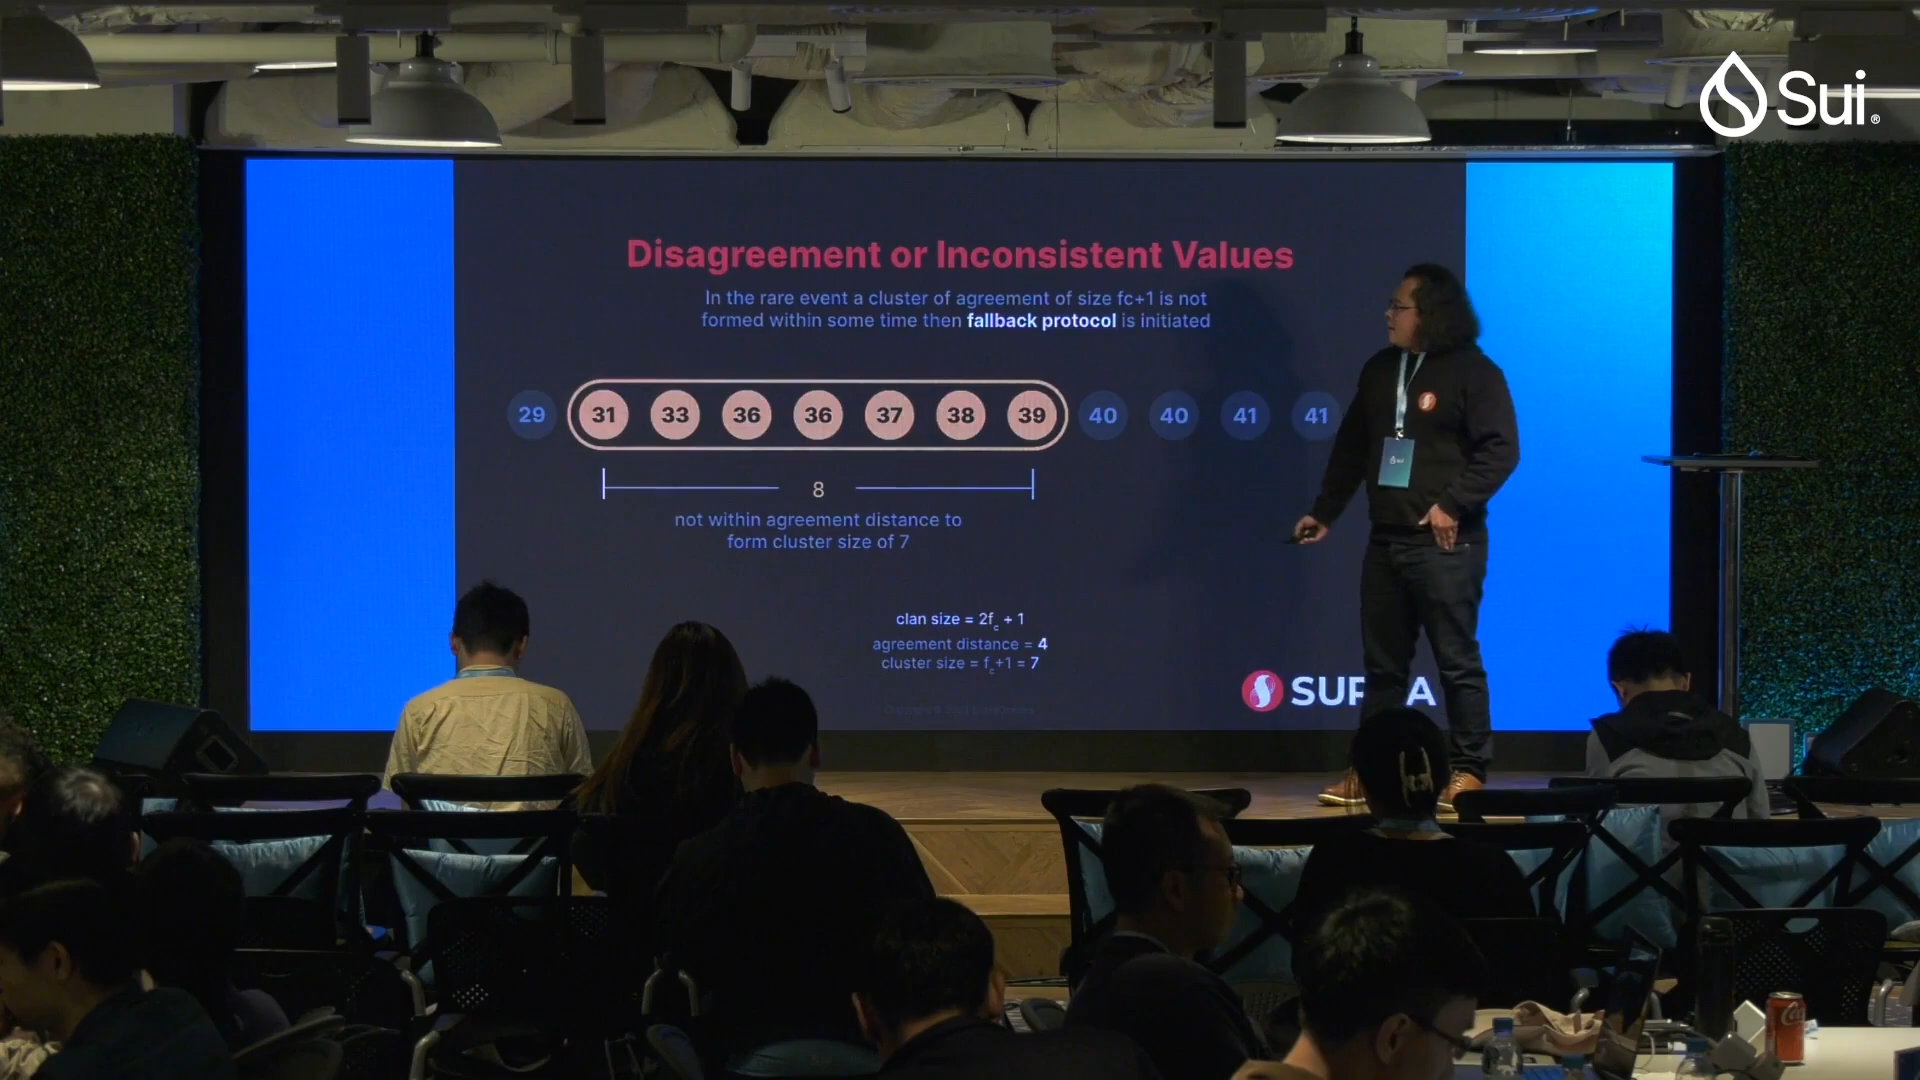 Sui®
Disagreement or Inconsistent Values
In the rare event a cluster of agreement of size fc+1 is not
formed within some time then fallback protocol is initiated
29 31 33 36 36 37 38 39 40 40 41 41
8
not within agreement distance to
form cluster size of 7
clan size = 2fc + 1
agreement distance = 4
cluster size = fc+1 = 7
SUP A
Sui